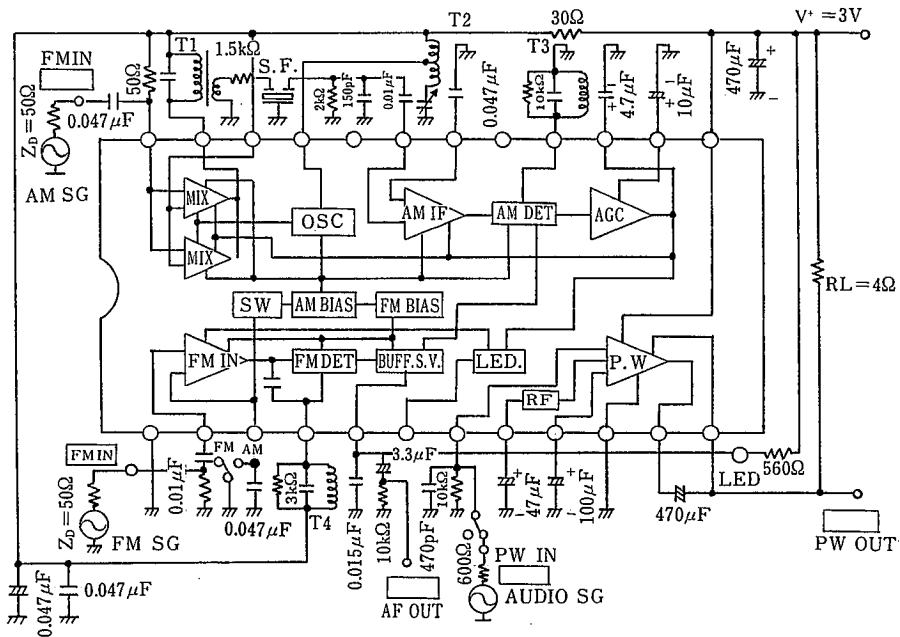 T2
30Ω
V⁺ =3V
T1
1.5kΩ
T3
FMIN
50Ω
S.F.
2kΩ
150pF
0.01μF
0.047μF
10kΩ
4.7μF
10μF
470μF
+
-
Z_D=50Ω
0.047μF
AM SG
MIX
MIX
OSC
AM IF
AM DET
AGC
SW
AM BIAS
FM BIAS
RL=4Ω
FM IN
FM DET
BUFF.S.V.
LED.
P.W
RF
FMIN
FM
AM
3.3μF
LED
560Ω
Z_D=50Ω
FM SG
0.01μF
0.047μF
3kΩ
T4
0.015μF
10kΩ
470pF
10kΩ
47μF
100μF
470μF
PW OUT
600Ω
PW IN
AF OUT
AUDIO SG
0.047μF
0.047μF